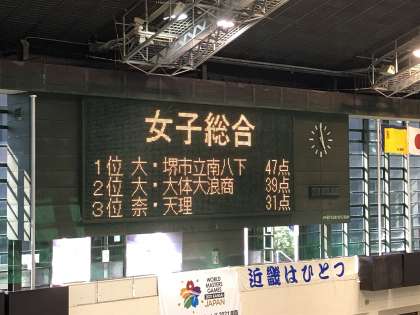 女子総合
1位 大・堺市立南八下 47点
2位 大・大体大浪商 39点
3位 奈・天理 31点
WORLD
MASTERS
GAMES
JAPAN
近畿はひとつ